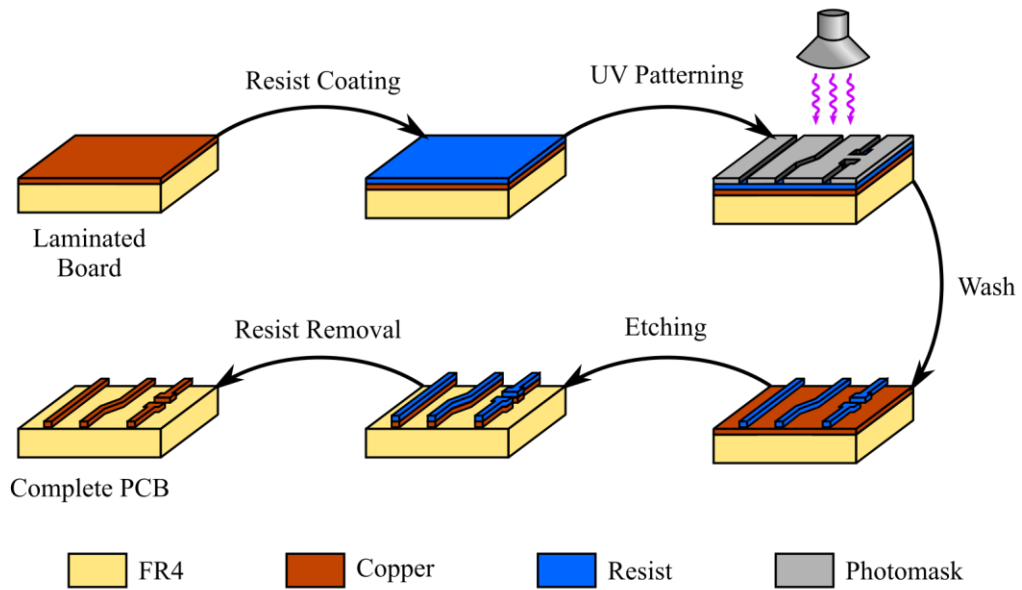 Resist Coating
UV Patterning
Laminated
Board
Wash
Resist Removal
Etching
Complete PCB
FR4
Copper
Resist
Photomask